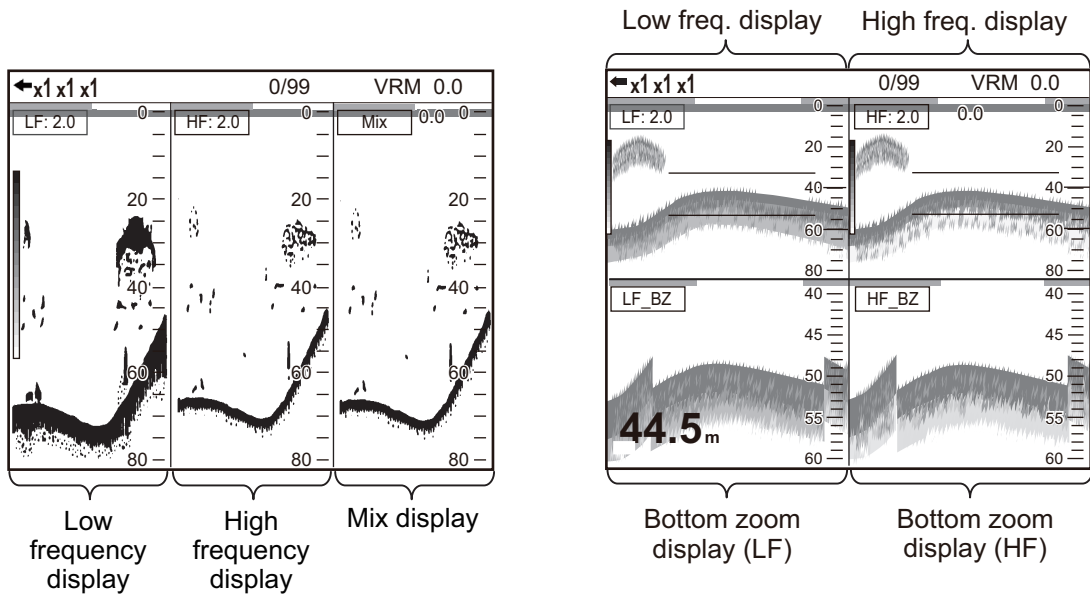 Low freq. display
High freq. display
←x1 x1 x1
0/99
VRM 0.0
LF: 2.0
0
20
40
60
80
HF: 2.0
0
20
40
60
80
Mix
0.0
0
20
40
60
80
Low
frequency
display
High
frequency
display
Mix display
←x1 x1 x1
0/99
VRM 0.0
LF: 2.0
0
20
40
60
80
HF: 2.0
0.0
0
20
40
60
80
LF_BZ
40
45
50
55
60
44.5m
HF_BZ
40
45
50
55
60
Bottom zoom
display (LF)
Bottom zoom
display (HF)